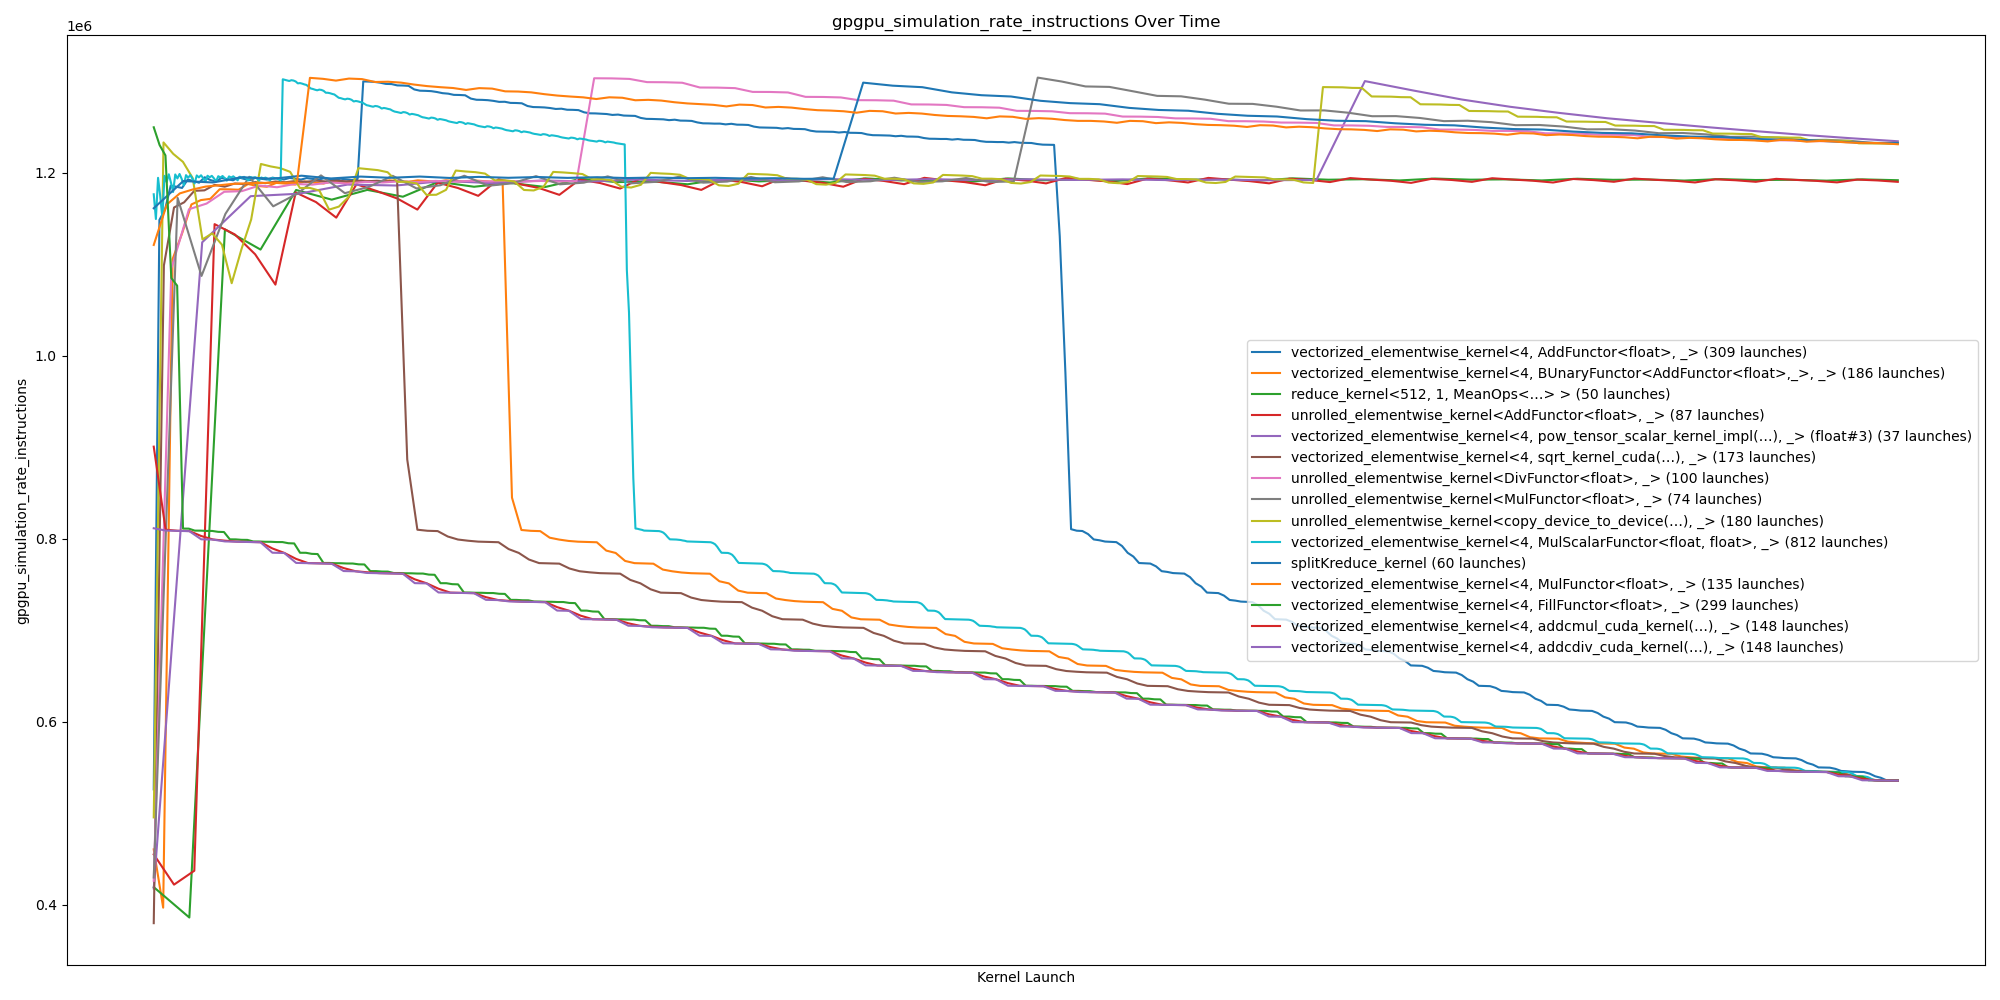 gpgpu_simulation_rate_instructions Over Time
1e6
1.2
1.0
0.8
0.6
0.4
gpgpu_simulation_rate_instructions
Kernel Launch
vectorized_elementwise_kernel<4, AddFunctor<float>, _> (309 launches)
vectorized_elementwise_kernel<4, BUnaryFunctor<AddFunctor<float>,_>, _> (186 launches)
reduce_kernel<512, 1, MeanOps<...> > (50 launches)
unrolled_elementwise_kernel<AddFunctor<float>, _> (87 launches)
vectorized_elementwise_kernel<4, pow_tensor_scalar_kernel_impl(...), _> (float#3) (37 launches)
vectorized_elementwise_kernel<4, sqrt_kernel_cuda(...), _> (173 launches)
unrolled_elementwise_kernel<DivFunctor<float>, _> (100 launches)
unrolled_elementwise_kernel<MulFunctor<float>, _> (74 launches)
unrolled_elementwise_kernel<copy_device_to_device(...), _> (180 launches)
vectorized_elementwise_kernel<4, MulScalarFunctor<float, float>, _> (812 launches)
splitKreduce_kernel (60 launches)
vectorized_elementwise_kernel<4, MulFunctor<float>, _> (135 launches)
vectorized_elementwise_kernel<4, FillFunctor<float>, _> (299 launches)
vectorized_elementwise_kernel<4, addcmul_cuda_kernel(...), _> (148 launches)
vectorized_elementwise_kernel<4, addcdiv_cuda_kernel(...), _> (148 launches)